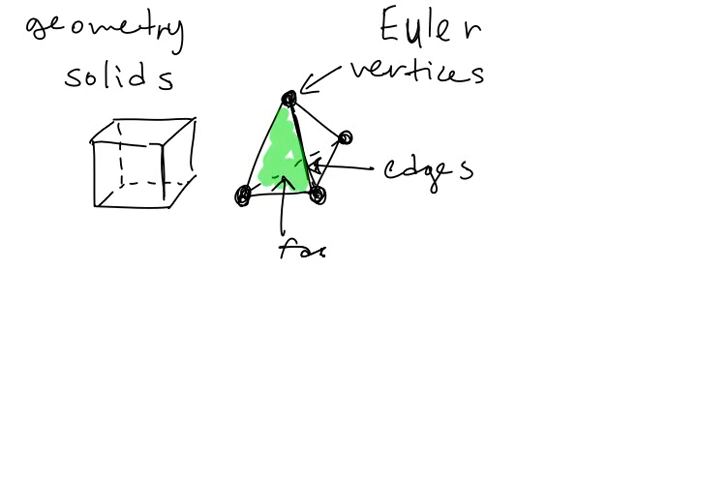 geometry
solids
Euler
vertices
edges
fac